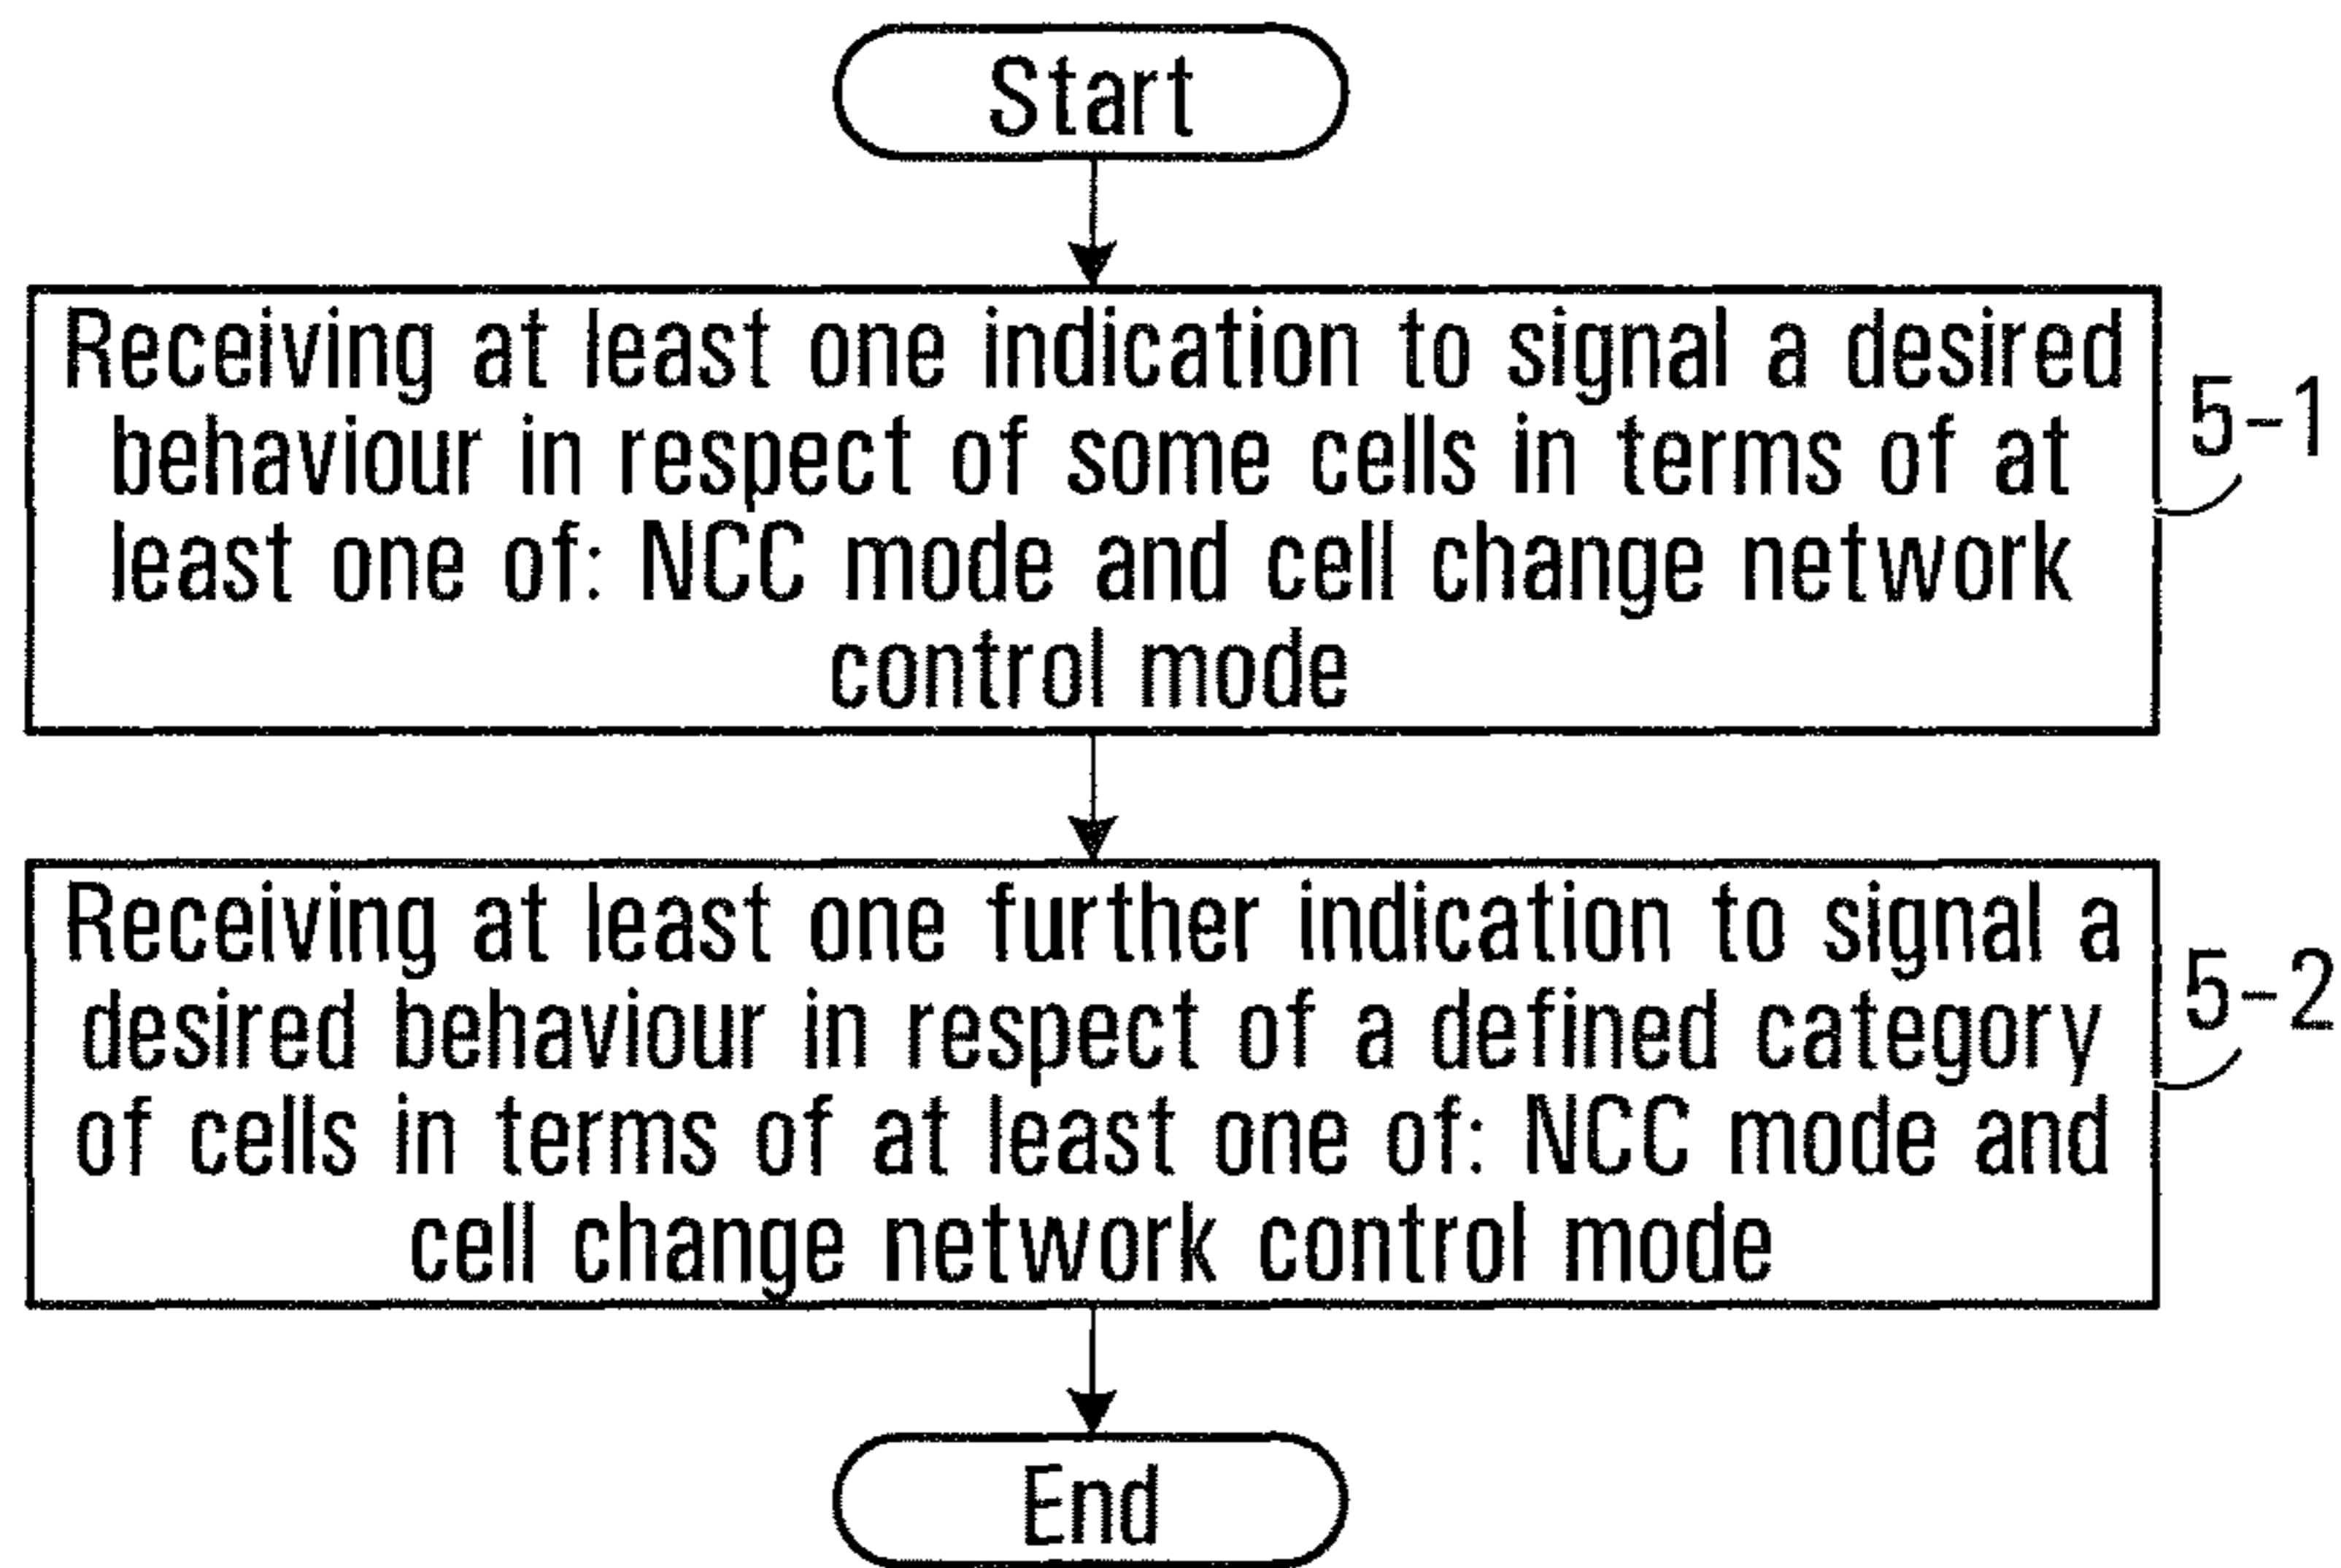 Start
Receiving at least one indication to signal a desired
behaviour in respect of some cells in terms of at
least one of: NCC mode and cell change network
control mode
5-1
Receiving at least one further indication to signal a
desired behaviour in respect of a defined category
of cells in terms of at least one of: NCC mode and
cell change network control mode
5-2
End